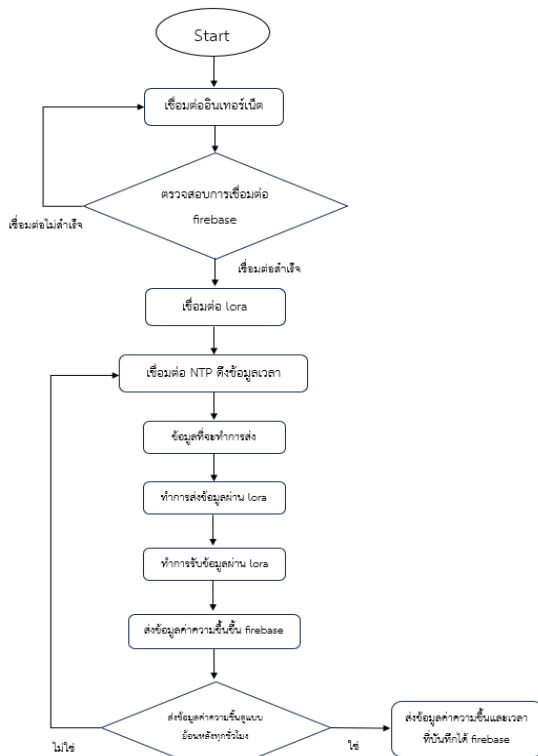 Start
เชื่อมต่ออินเทอร์เน็ต
ตรวจสอบการเชื่อมต่อ
firebase
เชื่อมต่อไม่สำเร็จ
เชื่อมต่อสำเร็จ
เชื่อมต่อ lora
เชื่อมต่อ NTP ดึงข้อมูลเวลา
ข้อมูลที่จะทำการส่ง
ทำการส่งข้อมูลผ่าน lora
ทำการรับข้อมูลผ่าน lora
ส่งข้อมูลค่าความชื้นขึ้น firebase
ส่งข้อมูลค่าความชื้นดูแบบ
ย้อนหลังทุกชั่วโมง
ไม่ใช่
ใช่
ส่งข้อมูลค่าความชื้นและเวลา
ที่บันทึกได้ firebase